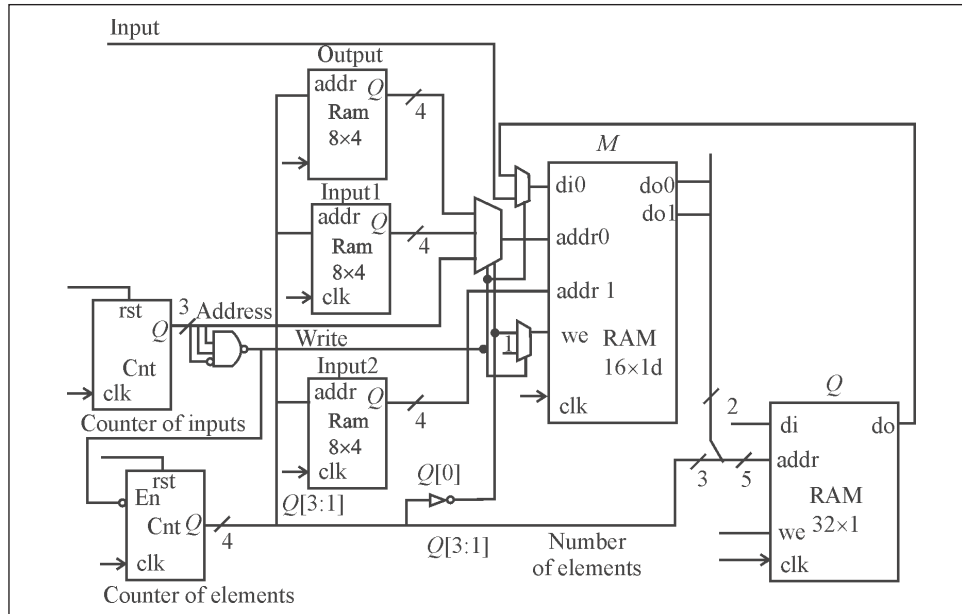 Input
Output
addr Q
Ram
8×4
4
Input1
addr Q
Ram
8×4
clk
4
M
di0
do0
do1
addr0
addr 1
we
RAM
16×1d
clk
1
rst
Q
Cnt
clk
Counter of inputs
3
Address
Write
Input2
addr Q
Ram
8×4
clk
4
rst
En
Cnt Q
clk
Counter of elements
4
Q[3:1]
Q[0]
Q[3:1]
Number
of elements
3
5
2
Q
di
do
addr
RAM
32×1
we
clk